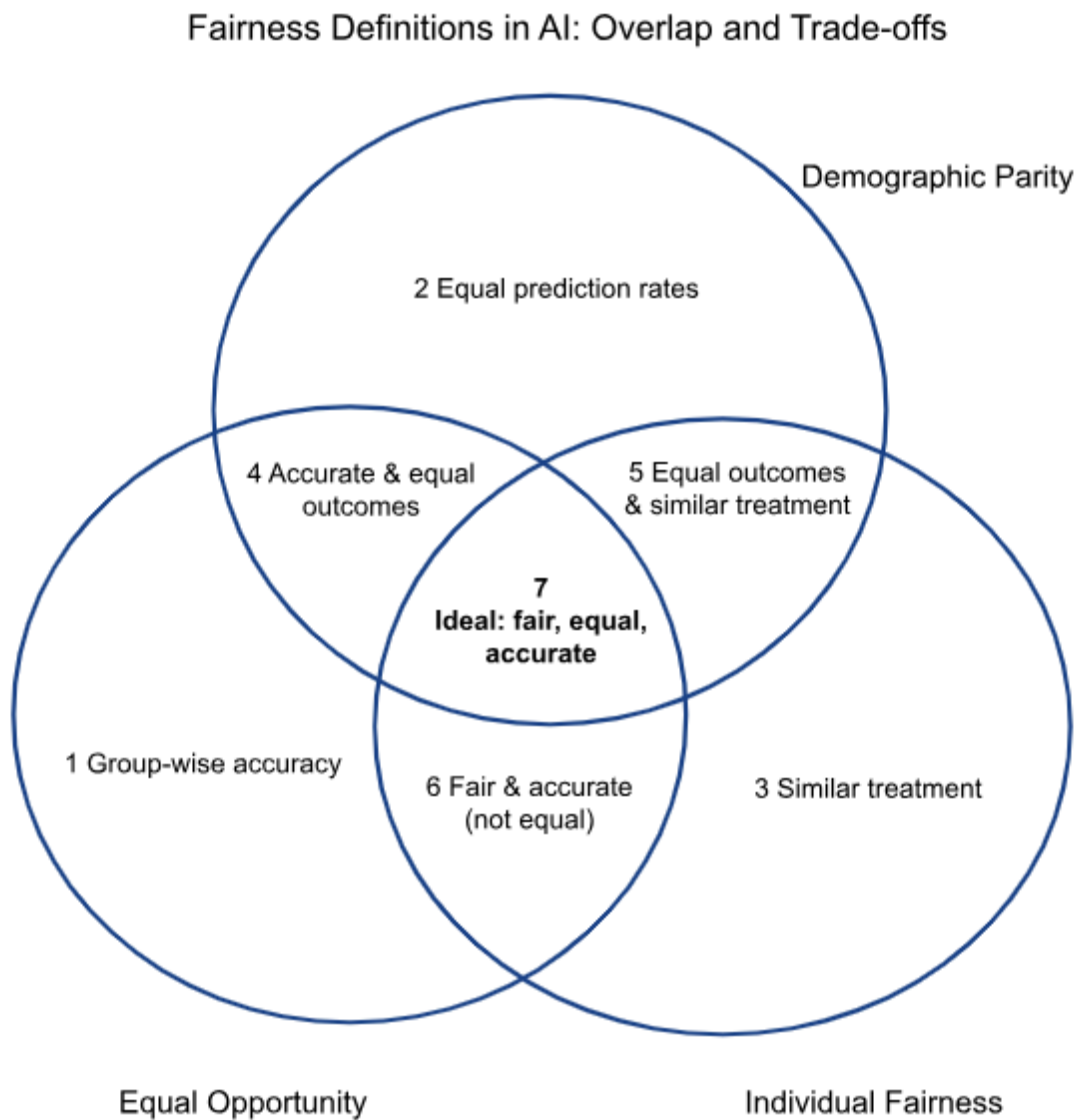 Fairness Definitions in AI: Overlap and Trade-offs
Demographic Parity
2 Equal prediction rates
4 Accurate & equal
outcomes
5 Equal outcomes
& similar treatment
7
Ideal: fair, equal,
accurate
1 Group-wise accuracy
6 Fair & accurate
(not equal)
3 Similar treatment
Equal Opportunity
Individual Fairness